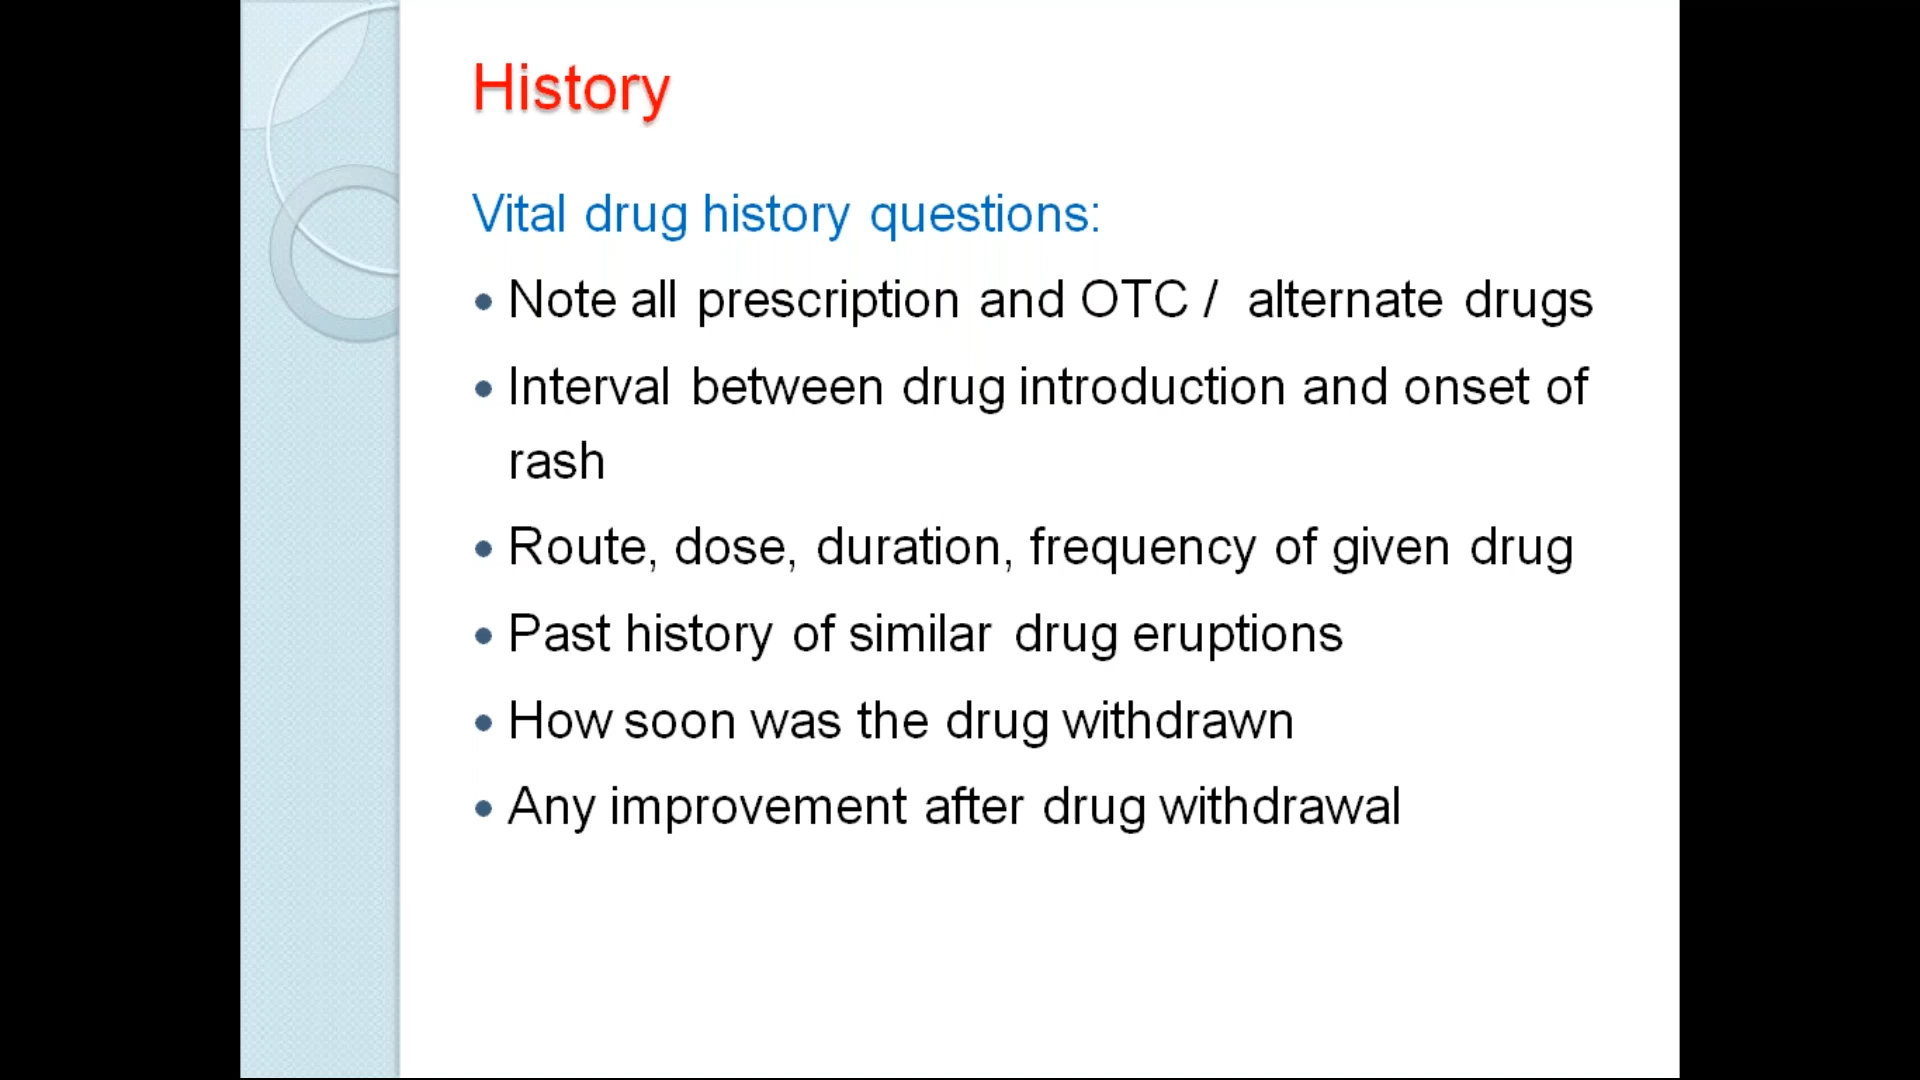 History
Vital drug history questions:
• Note all prescription and OTC / alternate drugs
• Interval between drug introduction and onset of
rash
• Route, dose, duration, frequency of given drug
• Past history of similar drug eruptions
• How soon was the drug withdrawn
• Any improvement after drug withdrawal